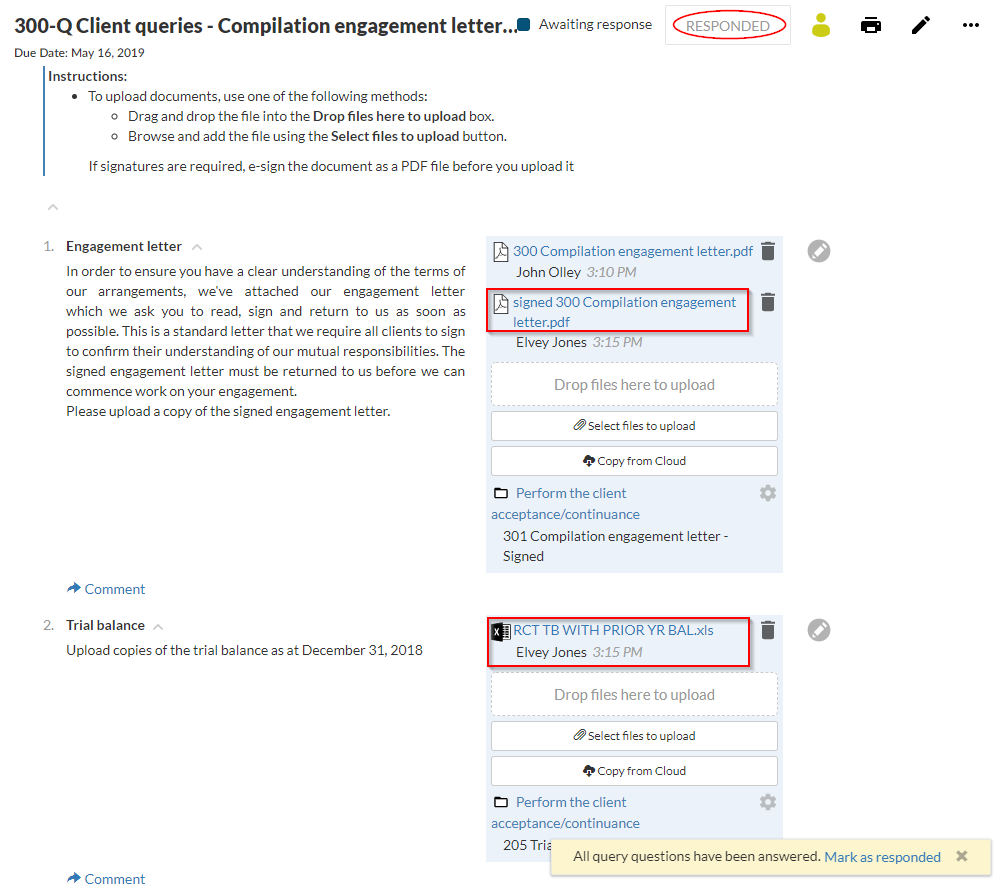 300-Q Client queries - Compilation engagement letter...
Awaiting response
RESPONDED
Due Date: May 16, 2019
Instructions:
To upload documents, use one of the following methods:
Drag and drop the file into the Drop files here to upload box.
Browse and add the file using the Select files to upload button.
If signatures are required, e-sign the document as a PDF file before you upload it
1. Engagement letter
In order to ensure you have a clear understanding of the terms of
our arrangements, we've attached our engagement letter
which we ask you to read, sign and return to us as soon as
possible. This is a standard letter that we require all clients to sign
to confirm their understanding of our mutual responsibilities. The
signed engagement letter must be returned to us before we can
commence work on your engagement.
Please upload a copy of the signed engagement letter.
300 Compilation engagement letter.pdf
John Olley 3:10 PM
signed 300 Compilation engagement
letter.pdf
Elvey Jones 3:15 PM
Drop files here to upload
Select files to upload
Copy from Cloud
Perform the client
acceptance/continuance
301 Compilation engagement letter -
Signed
Comment
2. Trial balance
Upload copies of the trial balance as at December 31, 2018
RCT TB WITH PRIOR YR BAL.xls
Elvey Jones 3:15 PM
Drop files here to upload
Select files to upload
Copy from Cloud
Perform the client
acceptance/continuance
205 Tria
All query questions have been answered. Mark as responded
Comment